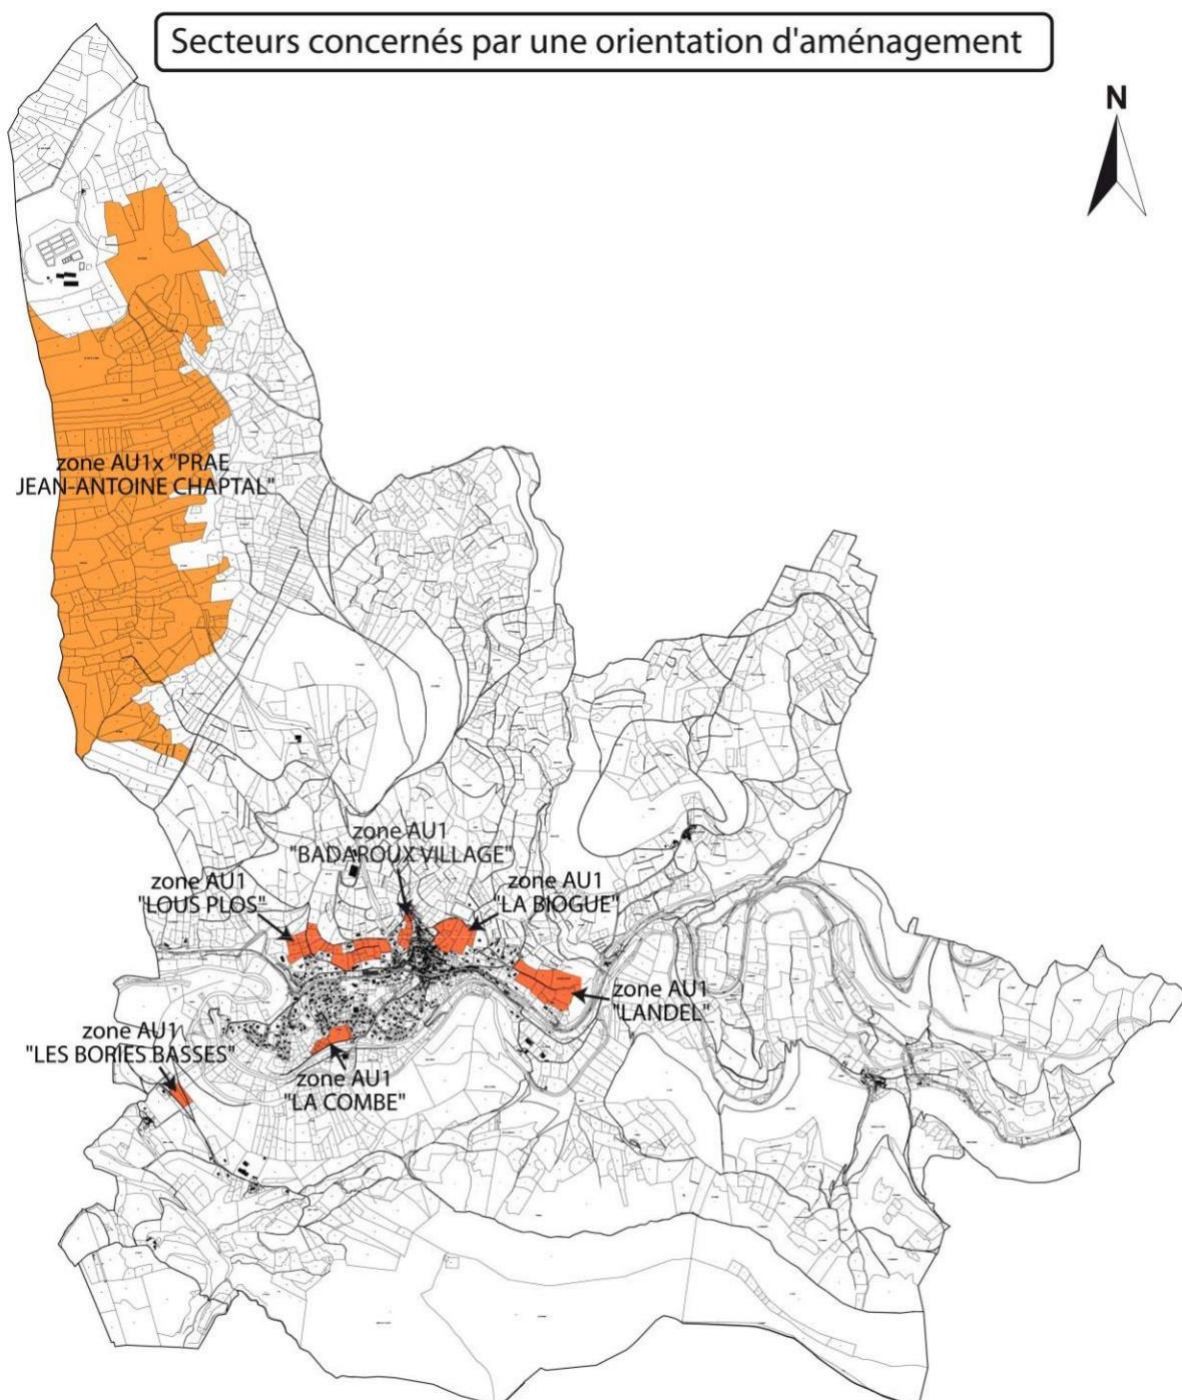 Secteurs concernés par une orientation d'aménagement
N
zone AU1x "PRAE
JEAN-ANTOINE CHAPTAL"
zone AU1
"BADAROUX VILLAGE"
zone AU1
"LOUS PLOS"
zone AU1
"LA BIOGUE"
zone AU1
"LANDEL"
zone AU1
"LES BORIES BASSES"
zone AU1
"LA COMBE"